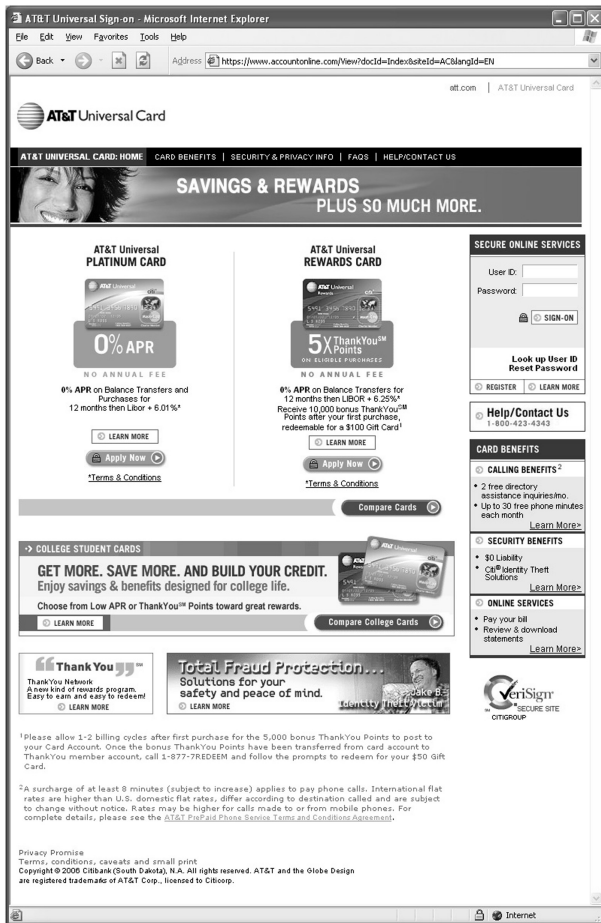 AT&T Universal Sign-on - Microsoft Internet Explorer
File Edit View Favorites Tools Help
Back
Address https://www.accountonline.com/View?docId=Index&siteId=AC&langId=EN
att.com | AT&T Universal Card
AT&T Universal Card
AT&T UNIVERSAL CARD: HOME CARD BENEFITS | SECURITY & PRIVACY INFO | FAQS | HELP/CONTACT US
SAVINGS & REWARDS
PLUS SO MUCH MORE.
AT&T Universal
PLATINUM CARD
0% APR
NO ANNUAL FEE
0% APR on Balance Transfers and
Purchases for
12 months then Libor + 6.01%*
LEARN MORE
Apply Now
*Terms & Conditions
AT&T Universal
REWARDS CARD
5X ThankYou℠
Points
ON ELIGIBLE PURCHASES
NO ANNUAL FEE
0% APR on Balance Transfers for
12 months then LIBOR + 6.25%*
Receive 10,000 bonus ThankYou℠
Points after your first purchase,
redeemable for a $100 Gift Card¹
LEARN MORE
Apply Now
*Terms & Conditions
Compare Cards
SECURE ONLINE SERVICES
User ID:
Password:
SIGN-ON
Look up User ID
Reset Password
REGISTER LEARN MORE
Help/Contact Us
1-800-423-4343
CARD BENEFITS
CALLING BENEFITS²
• 2 free directory
assistance inquiries/mo.
• Up to 30 free phone minutes
each month
Learn More>
SECURITY BENEFITS
• $0 Liability
• Citi® Identity Theft
Solutions
Learn More>
ONLINE SERVICES
• Pay your bill
• Review & download
statements
Learn More>
VeriSign
SECURE SITE
CITIGROUP
COLLEGE STUDENT CARDS
GET MORE. SAVE MORE. AND BUILD YOUR CREDIT.
Enjoy savings & benefits designed for college life.
Choose from Low APR or ThankYou℠ Points toward great rewards.
LEARN MORE
Compare College Cards
ThankYou ℠
ThankYou Network
A new kind of rewards program.
Easy to earn and easy to redeem!
LEARN MORE
Total Fraud Protection...
Solutions for your
safety and peace of mind.
LEARN MORE
Jake B.
Identity Theft Victim
¹Please allow 1-2 billing cycles after first purchase for the 5,000 bonus ThankYou Points to post to
your Card Account. Once the bonus ThankYou Points have been transferred from card account to
ThankYou member account, call 1-877-7REDEEM and follow the prompts to redeem for your $50 Gift
Card.
²A surcharge of at least 8 minutes (subject to increase) applies to pay phone calls. International flat
rates are higher than U.S. domestic flat rates, differ according to destination called and are subject
to change without notice. Rates may be higher for calls made to or from mobile phones. For
complete details, please see the AT&T PrePaid Phone Service Terms and Conditions Agreement.
Privacy Promise
Terms, conditions, caveats and small print
Copyright © 2006 Citibank (South Dakota), N.A. All rights reserved. AT&T and the Globe Design
are registered trademarks of AT&T Corp., licensed to Citicorp.
Internet